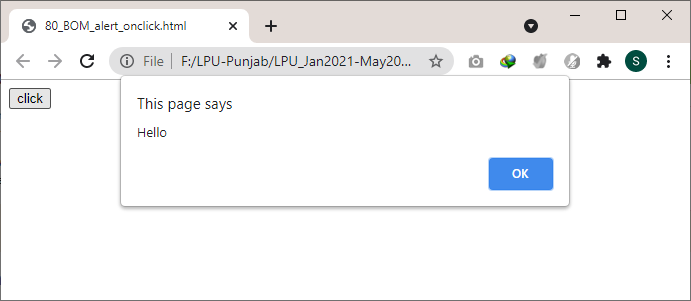 80_BOM_alert_onclick.html
File | F:/LPU-Punjab/LPU_Jan2021-May20...
S
click
This page says
Hello
OK